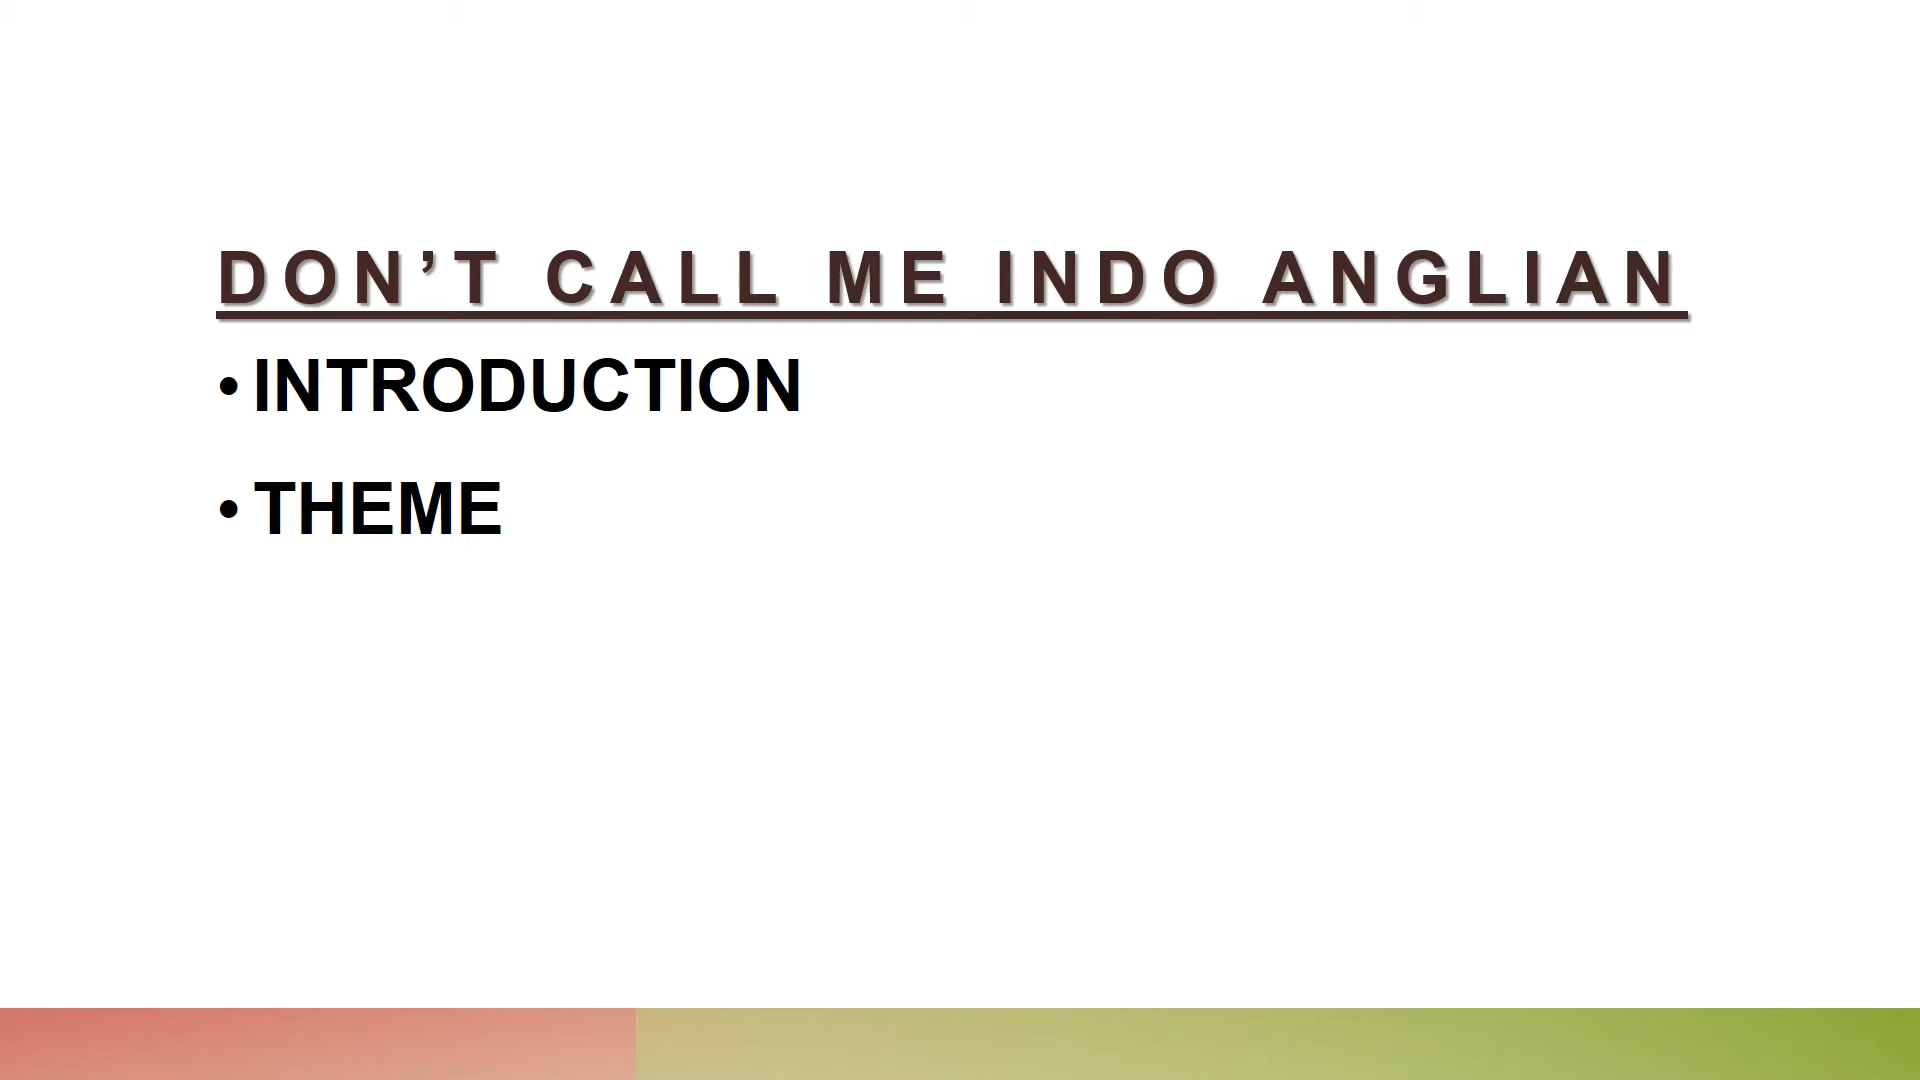 DON’T CALL ME INDO ANGLIAN
• INTRODUCTION
• THEME